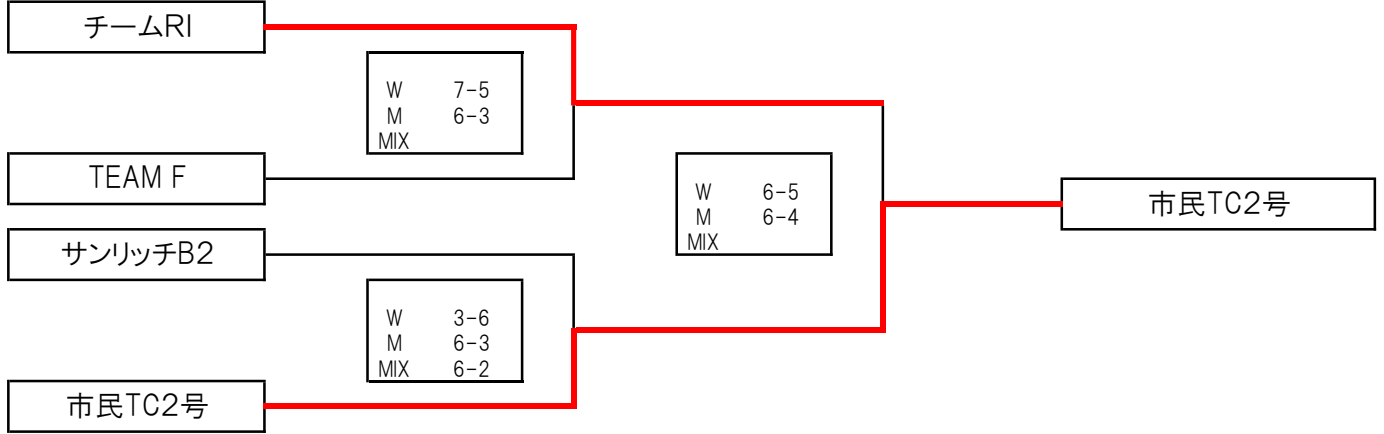 チームRI
W 7-5
M 6-3
MIX
TEAM F
W 6-5
M 6-4
MIX
市民TC2号
サンリッチB2
W 3-6
M 6-3
MIX 6-2
市民TC2号